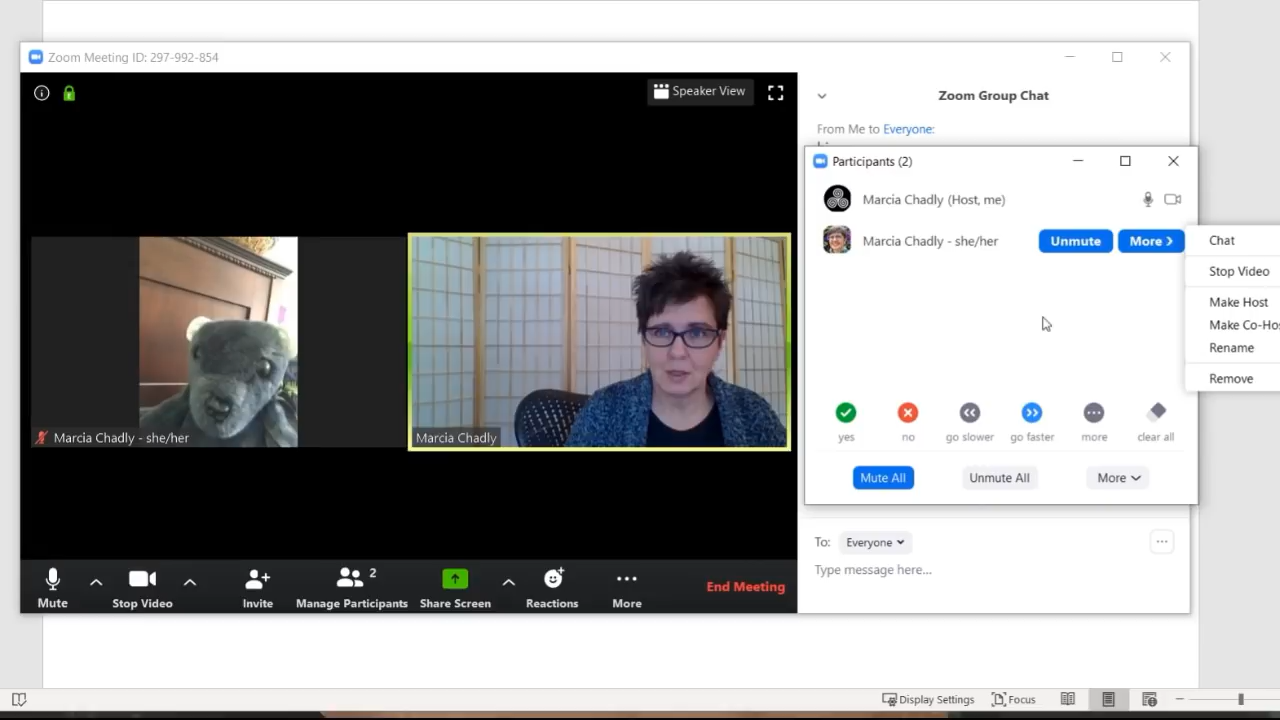 Zoom Meeting ID: 297-992-854
Speaker View
Zoom Group Chat
From Me to Everyone:
Participants (2)
Marcia Chadly (Host, me)
Marcia Chadly - she/her
Unmute
More
Chat
Stop Video
Make Host
Make Co-Hos
Rename
Remove
Marcia Chadly - she/her
Marcia Chadly
yes
no
go slower
go faster
more
clear all
Mute All
Unmute All
More
To: Everyone
Type message here...
Mute
Stop Video
Invite
2
Manage Participants
Share Screen
Reactions
More
End Meeting
Display Settings
Focus